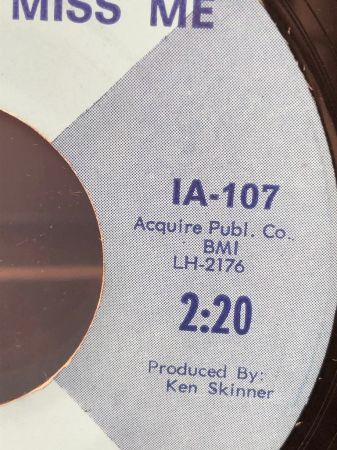 MISS ME
IA-107
Acquire Publ. Co.
BMI
LH-2176
2:20
Produced By:
Ken Skinner